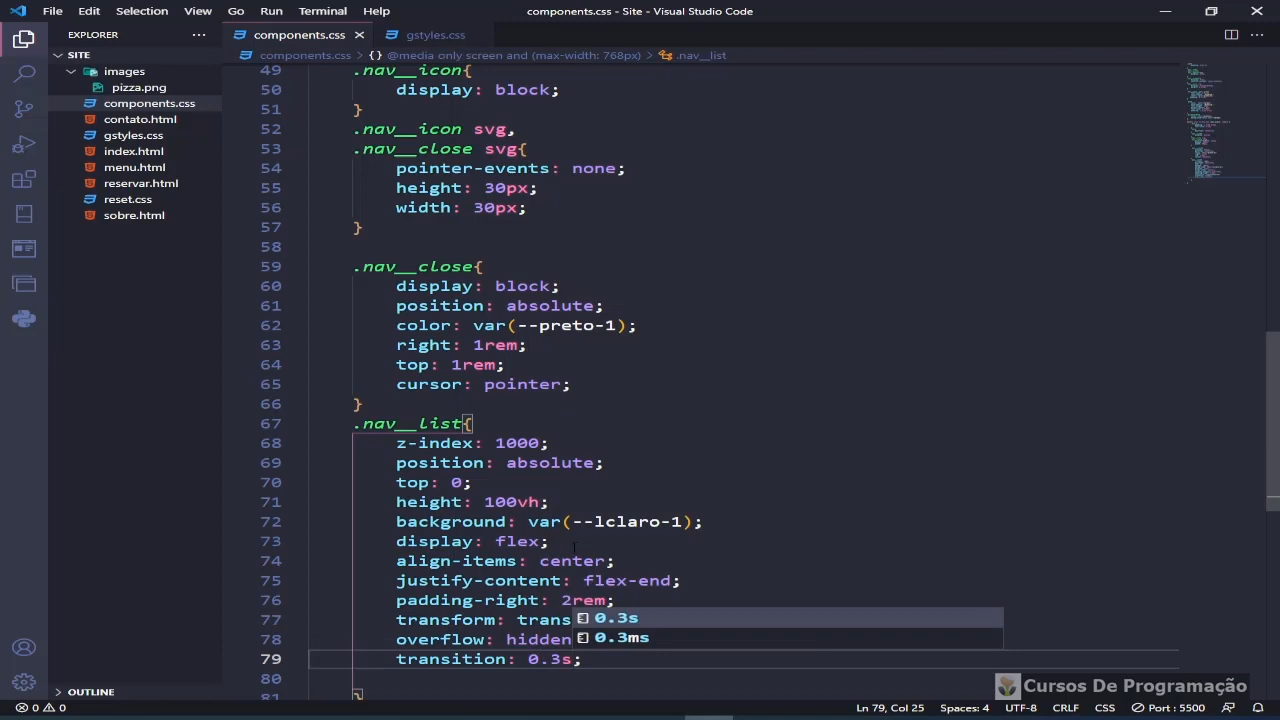 File Edit Selection View Go Run Terminal Help
components.css - Site - Visual Studio Code
EXPLORER
SITE
images
pizza.png
components.css
contato.html
gstyles.css
index.html
menu.html
reservar.html
reset.css
sobre.html
OUTLINE
components.css
gstyles.css
components.css > {} @media only screen and (max-width: 768px) > .nav__list
49 .nav__icon{
50 display: block;
51 }
52 .nav__icon svg,
53 .nav__close svg{
54 pointer-events: none;
55 height: 30px;
56 width: 30px;
57 }
58
59 .nav__close{
60 display: block;
61 position: absolute;
62 color: var(--preto-1);
63 right: 1rem;
64 top: 1rem;
65 cursor: pointer;
66 }
67 .nav__list{
68 z-index: 1000;
69 position: absolute;
70 top: 0;
71 height: 100vh;
72 background: var(--lclaro-1);
73 display: flex;
74 align-items: center;
75 justify-content: flex-end;
76 padding-right: 2rem;
77 transform: trans
78 overflow: hidden
79 transition: 0.3s;
80
81 }
0.3s
0.3ms
Cursos De Programação
0 0
Ln 79, Col 25 Spaces: 4 UTF-8 CRLF CSS Port : 5500